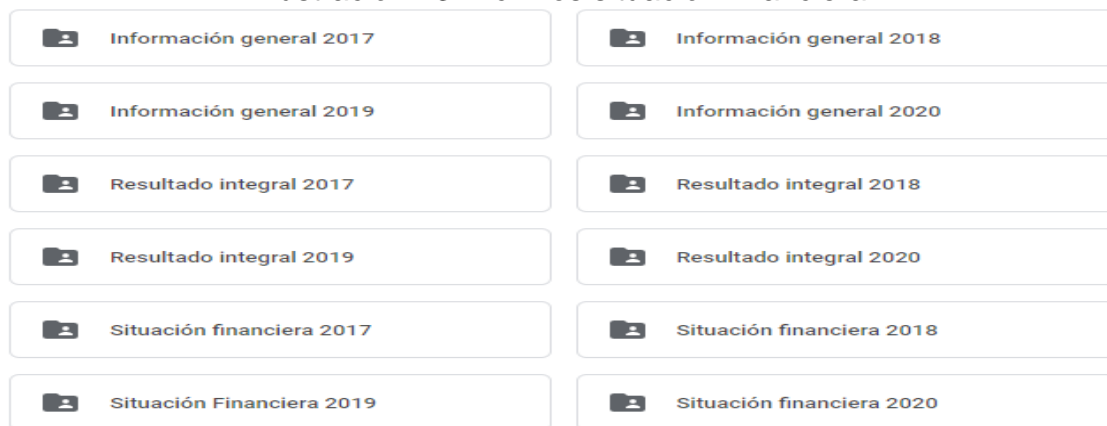 Información general 2017
Información general 2018
Información general 2019
Información general 2020
Resultado integral 2017
Resultado integral 2018
Resultado integral 2019
Resultado integral 2020
Situación financiera 2017
Situación financiera 2018
Situación Financiera 2019
Situación financiera 2020